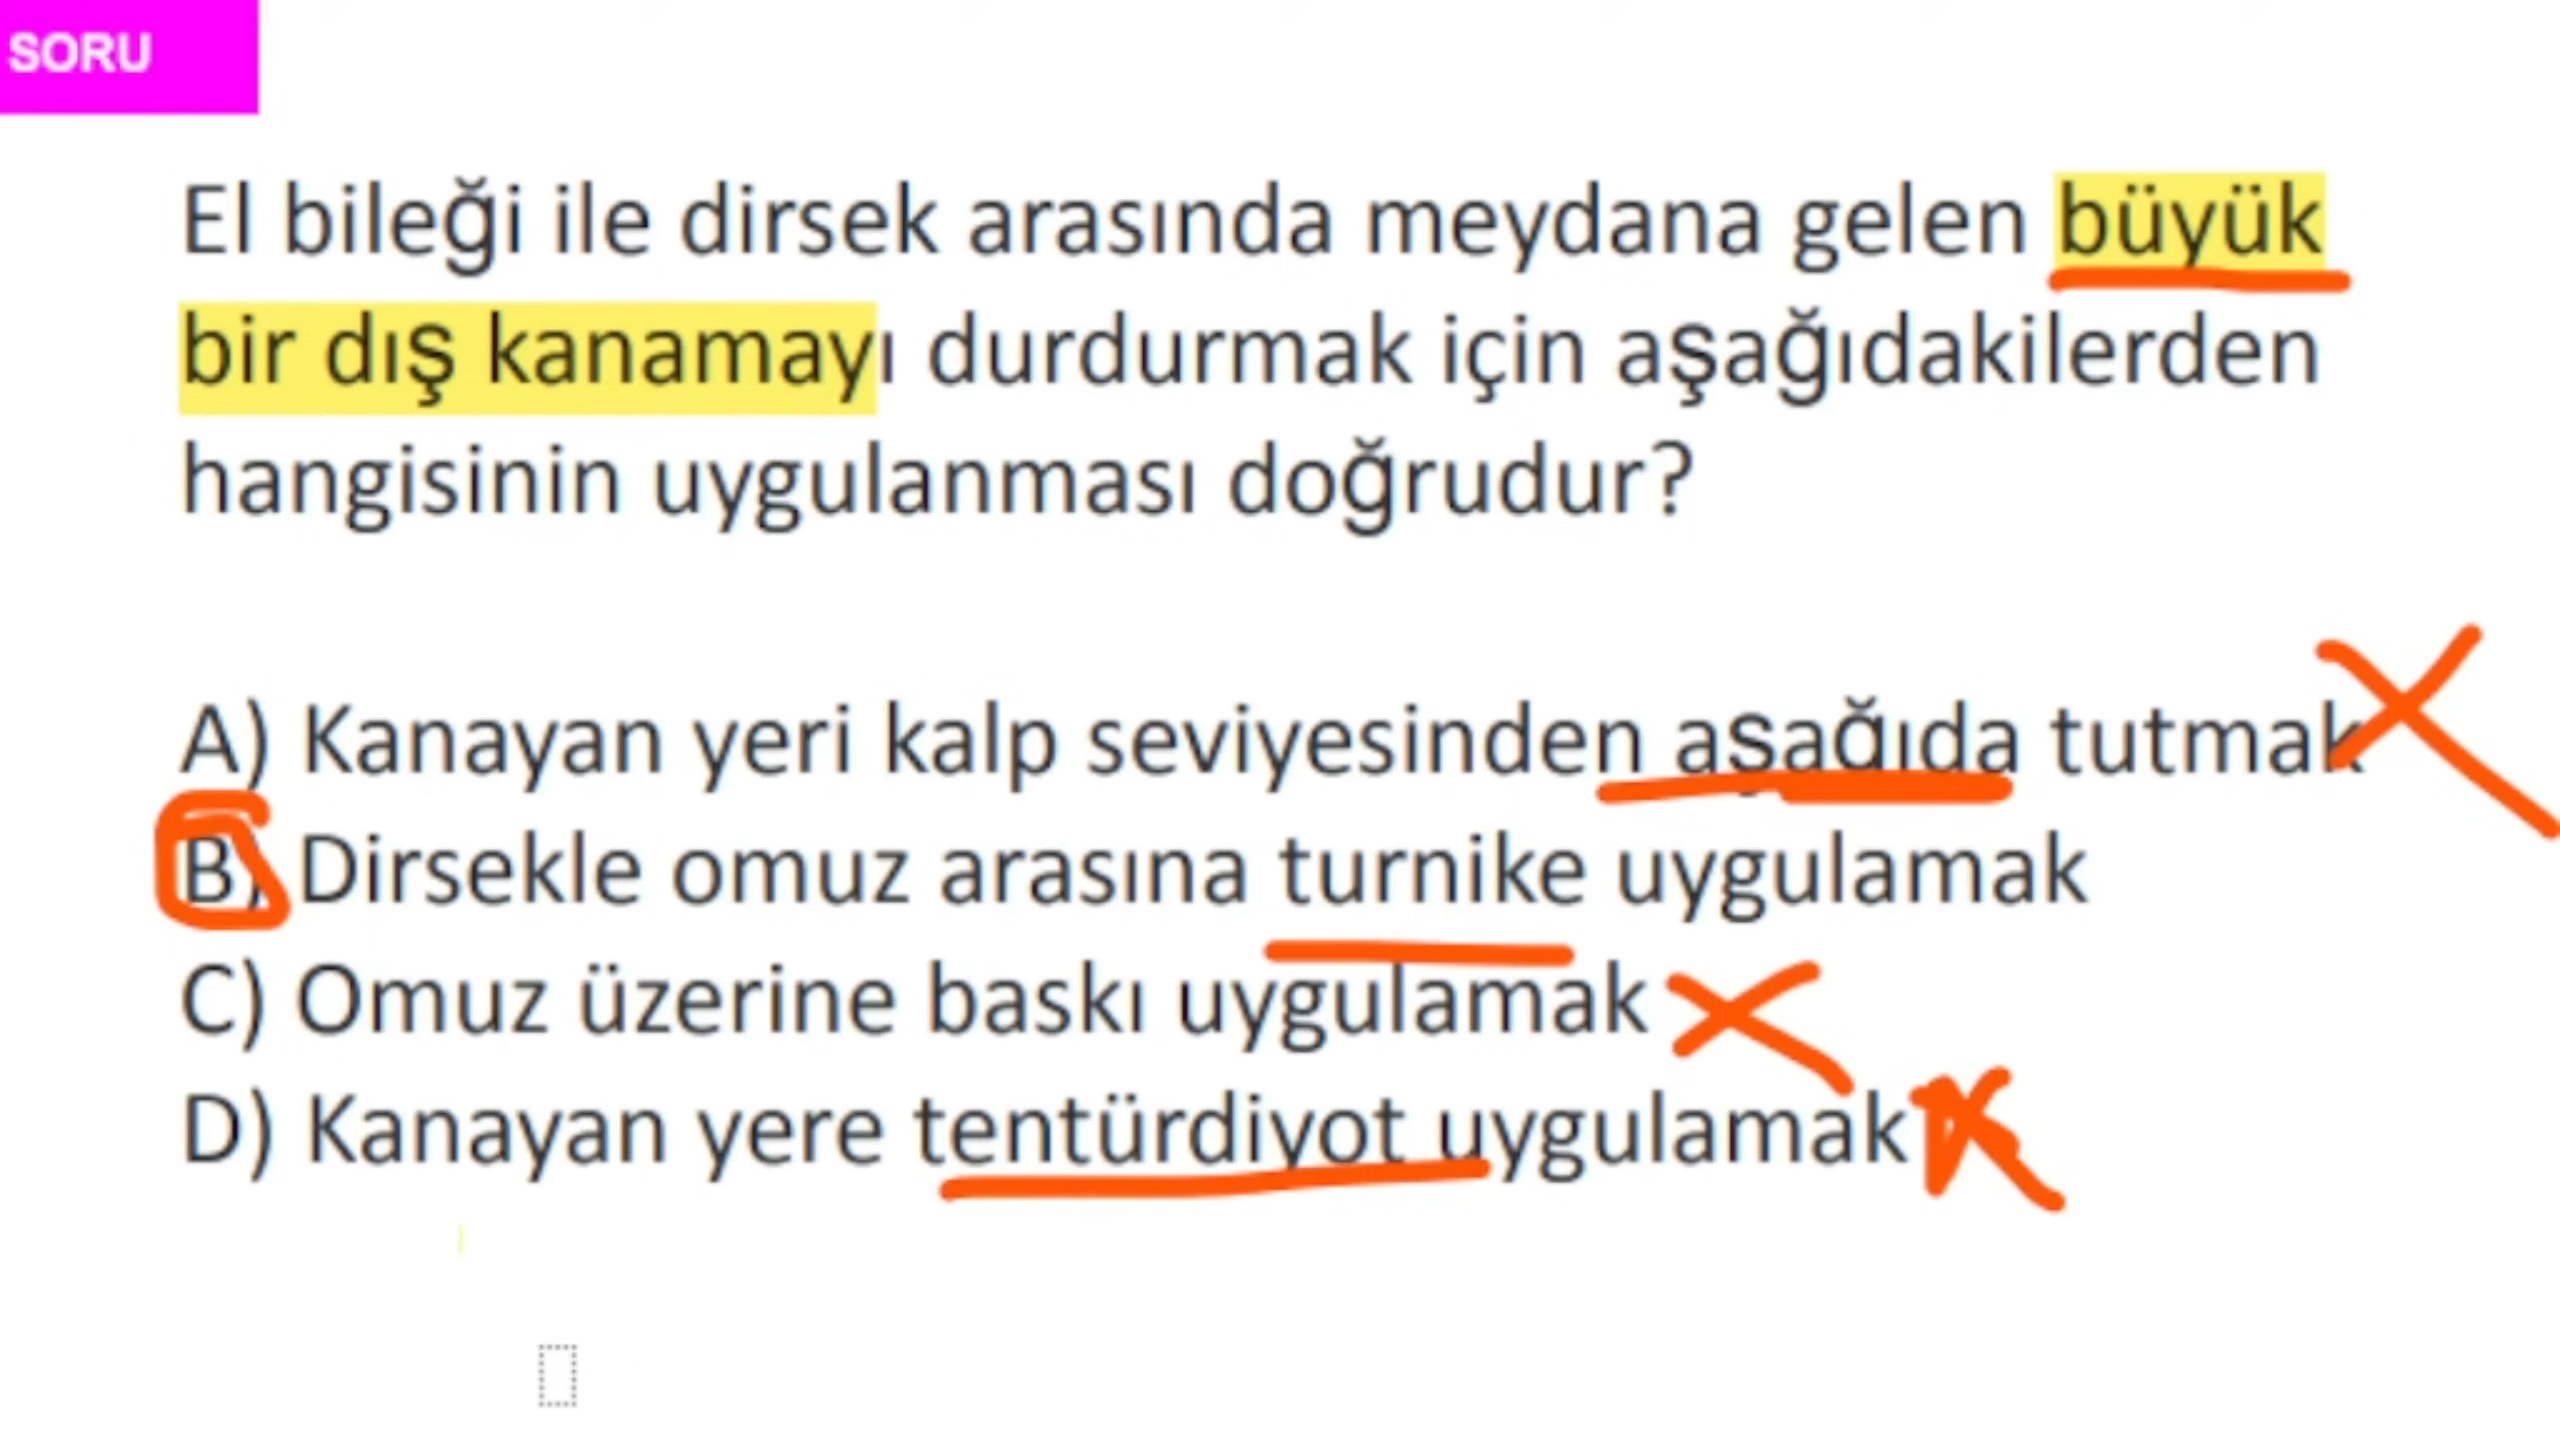 SORU
El bileği ile dirsek arasında meydana gelen büyük
bir dış kanamayı durdurmak için aşağıdakilerden
hangisinin uygulanması doğrudur?
A) Kanayan yeri kalp seviyesinden aşağıda tutmak
B) Dirsekle omuz arasına turnike uygulamak
C) Omuz üzerine baskı uygulamak
D) Kanayan yere tentürdiyot uygulamak